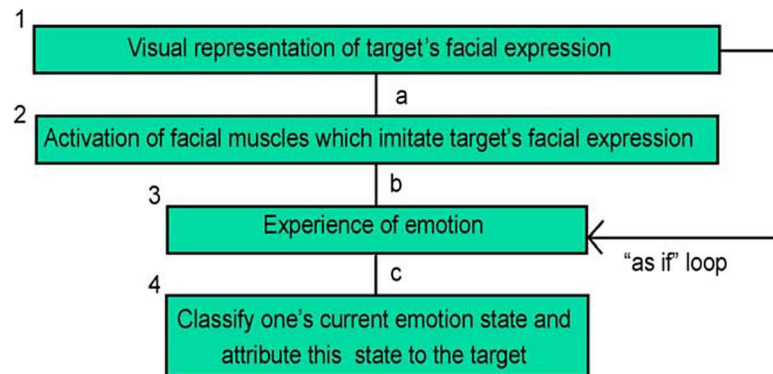 1
Visual representation of target's facial expression
a
2
Activation of facial muscles which imitate target's facial expression
b
3
Experience of emotion
"as if" loop
c
4
Classify one's current emotion state and
attribute this state to the target